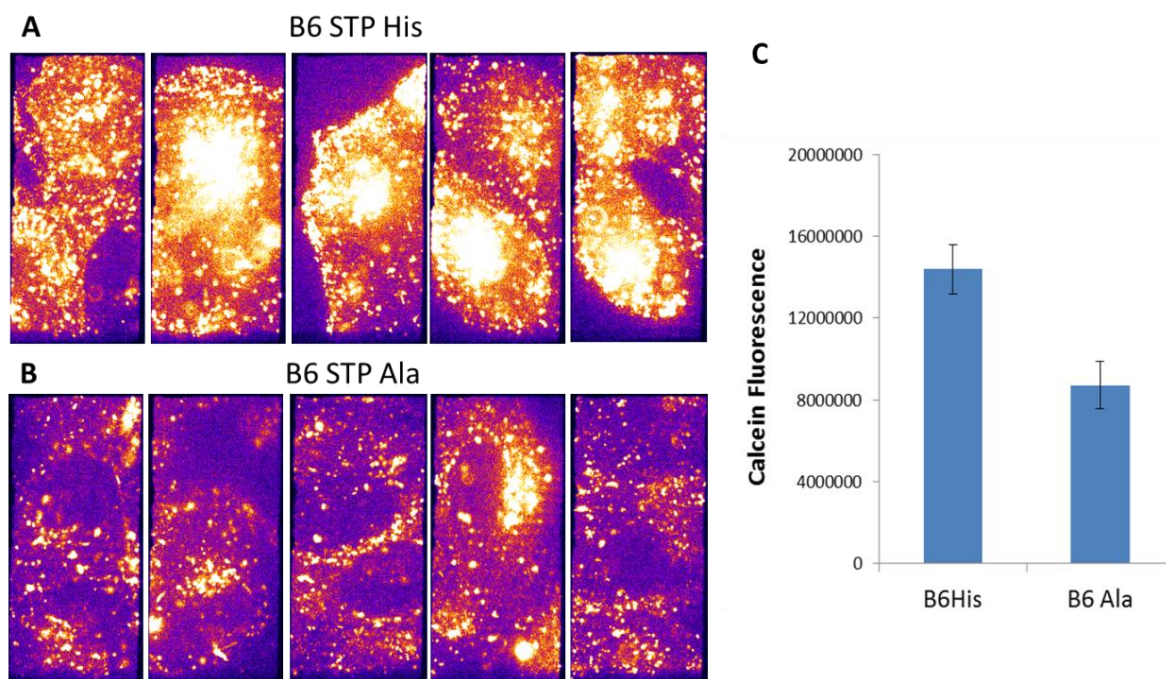 A
B6 STP His
B
B6 STP Ala
C
Calcein Fluorescence
20000000
16000000
12000000
8000000
4000000
0
B6His
B6 Ala